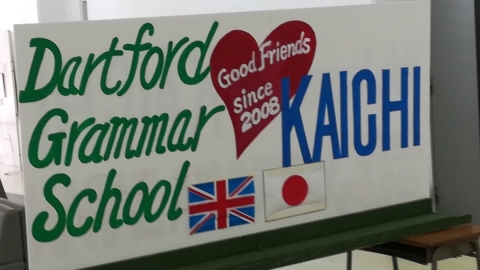 Dartford
Grammar
School
Good Friends
since
2008
KAICHI